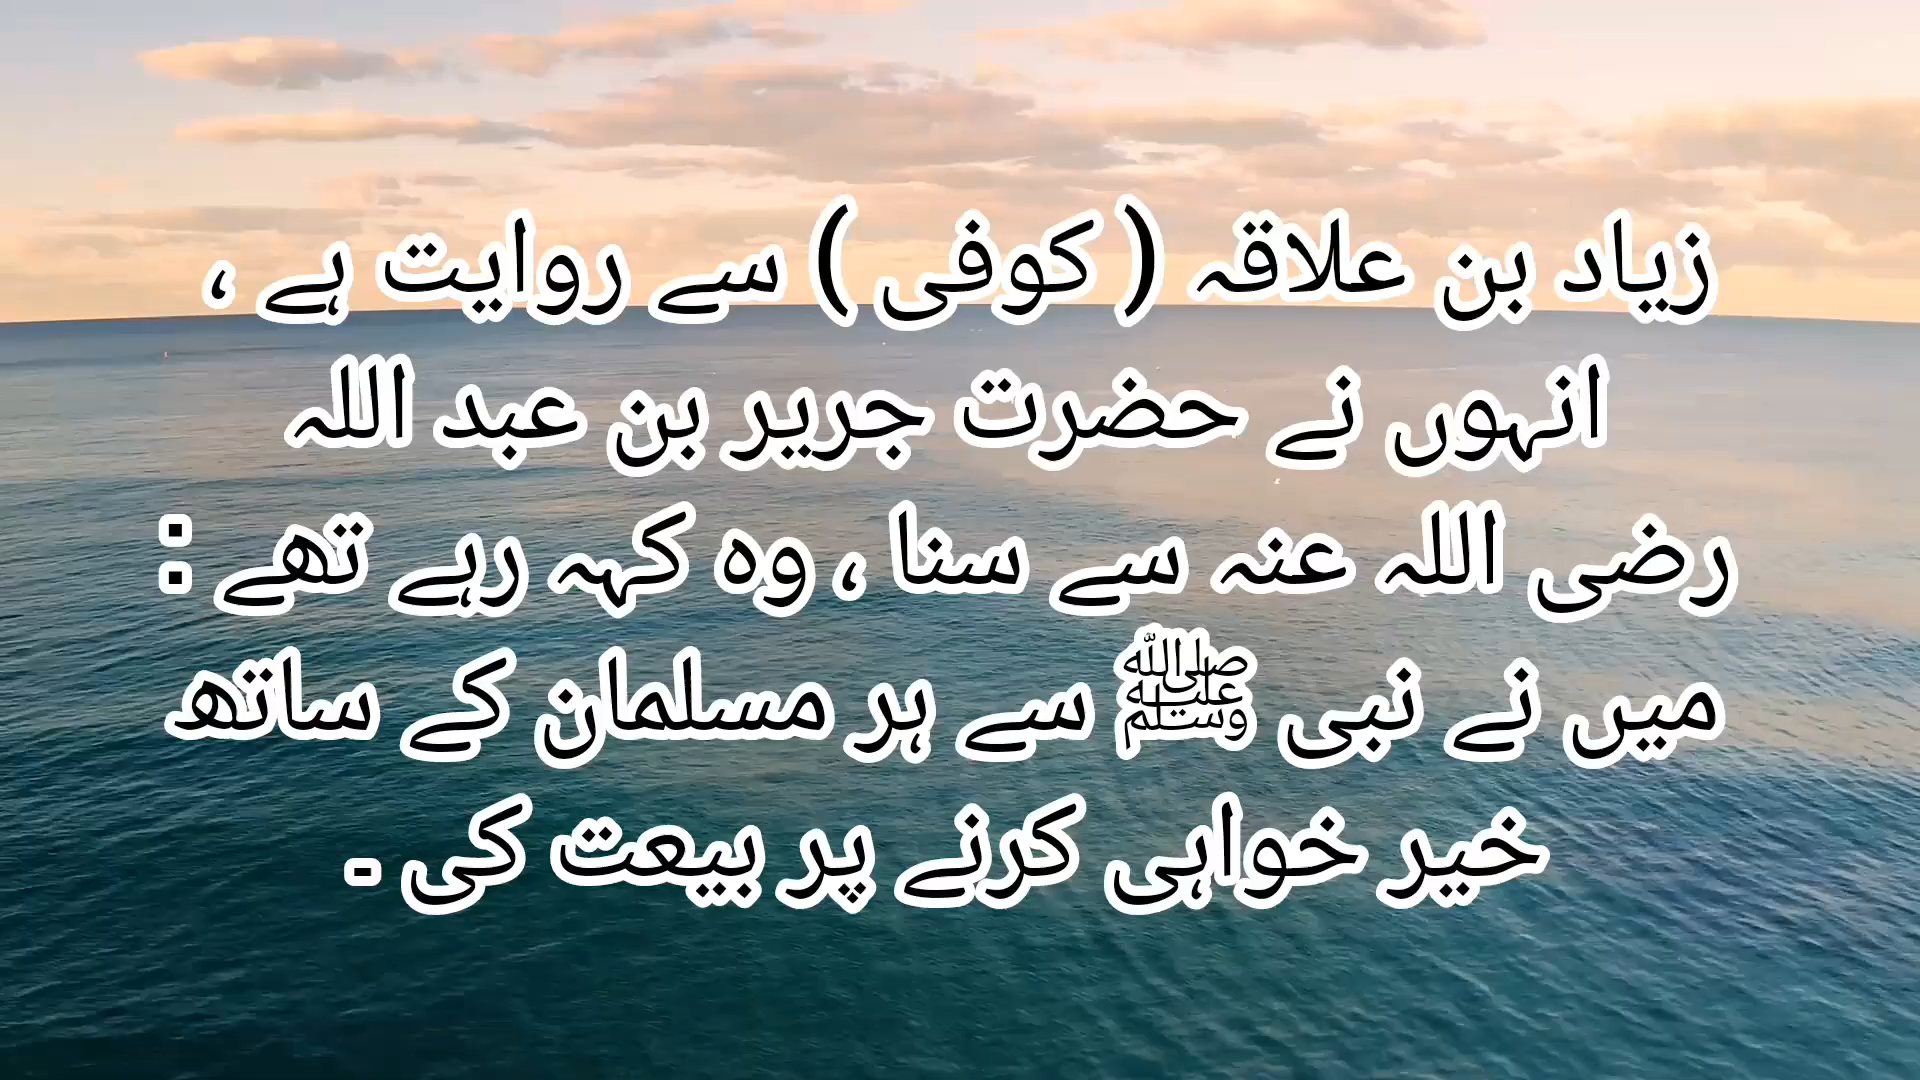 زیاد بن علاقہ ( کوفی ) سے روایت ہے ،
انہوں نے حضرت جریر بن عبد اللہ
رضی اللہ عنہ سے سنا ، وہ کہہ رہے تھے :
میں نے نبی ﷺ سے ہر مسلمان کے ساتھ
خیر خواہی کرنے پر بیعت کی ۔